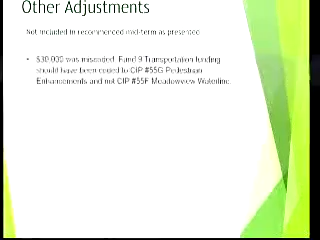 Other Adjustments
Not included in recommended mid-term as presented
• $30,000 was miscoded. Fund 9 Transportation funding
should have been coded to CIP #55G Pedestrian
Enhancements and not CIP #55F Meadowview Waterline.